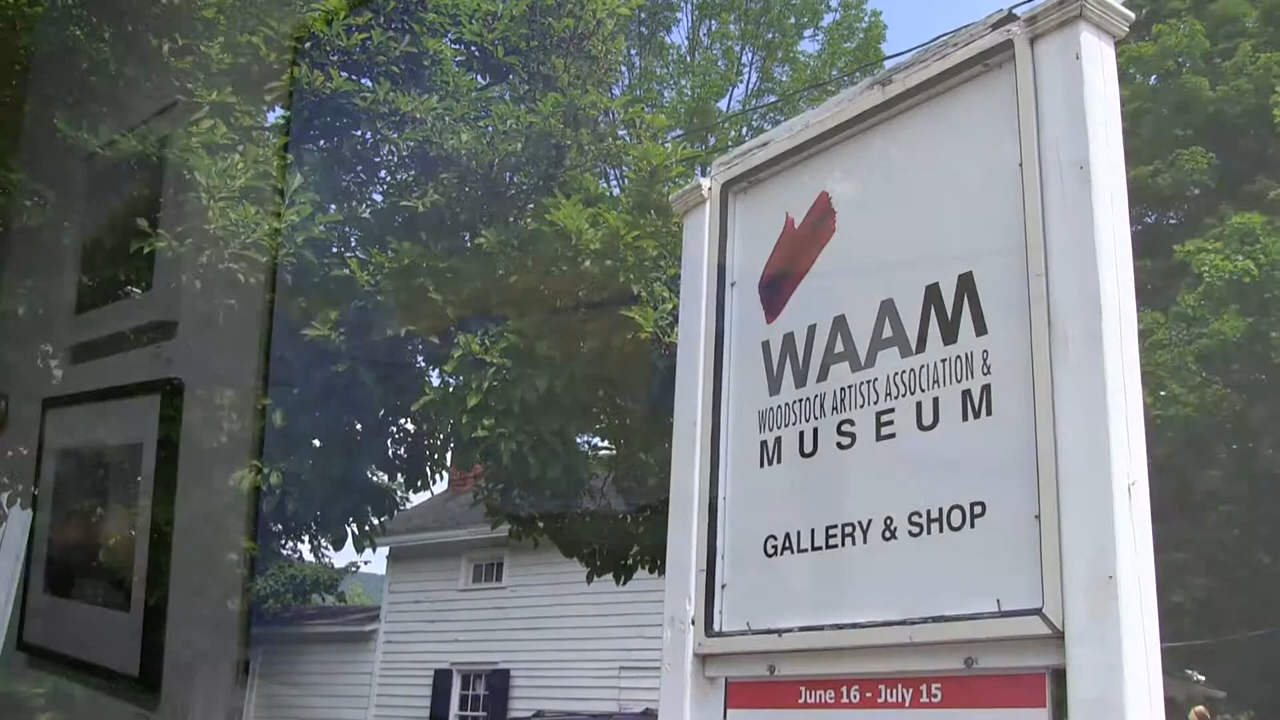 WAAM
WOODSTOCK ARTISTS ASSOCIATION &
MUSEUM
GALLERY & SHOP
June 16 - July 15